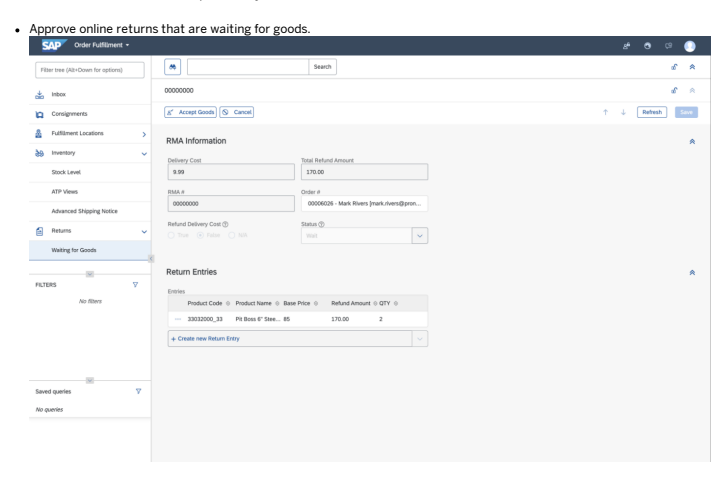 Approve online returns that are waiting for goods.
SAP Order Fulfillment
Filter tree (Alt+Down for options)
Search
Inbox
00000000
Consignments
Accept Goods Cancel Refresh Save
Fulfilment Locations
RMA Information
Inventory
Delivery Cost Total Refund Amount
Stock Level
9.99 170.00
ATP Views
RMA # Order #
00000000 00006026 - Mark Rivers [mark.rivers@pron...
Advanced Shipping Notice
Returns
Refund Delivery Cost Status
True False N/A Wait
Waiting for Goods
Return Entries
FILTERS
No filters
Entries
Product Code Product Name Base Price Refund Amount QTY
33032000_33 Pit Boss 6" Stee... 85 170.00 2
+ Create new Return Entry
Saved queries
No queries